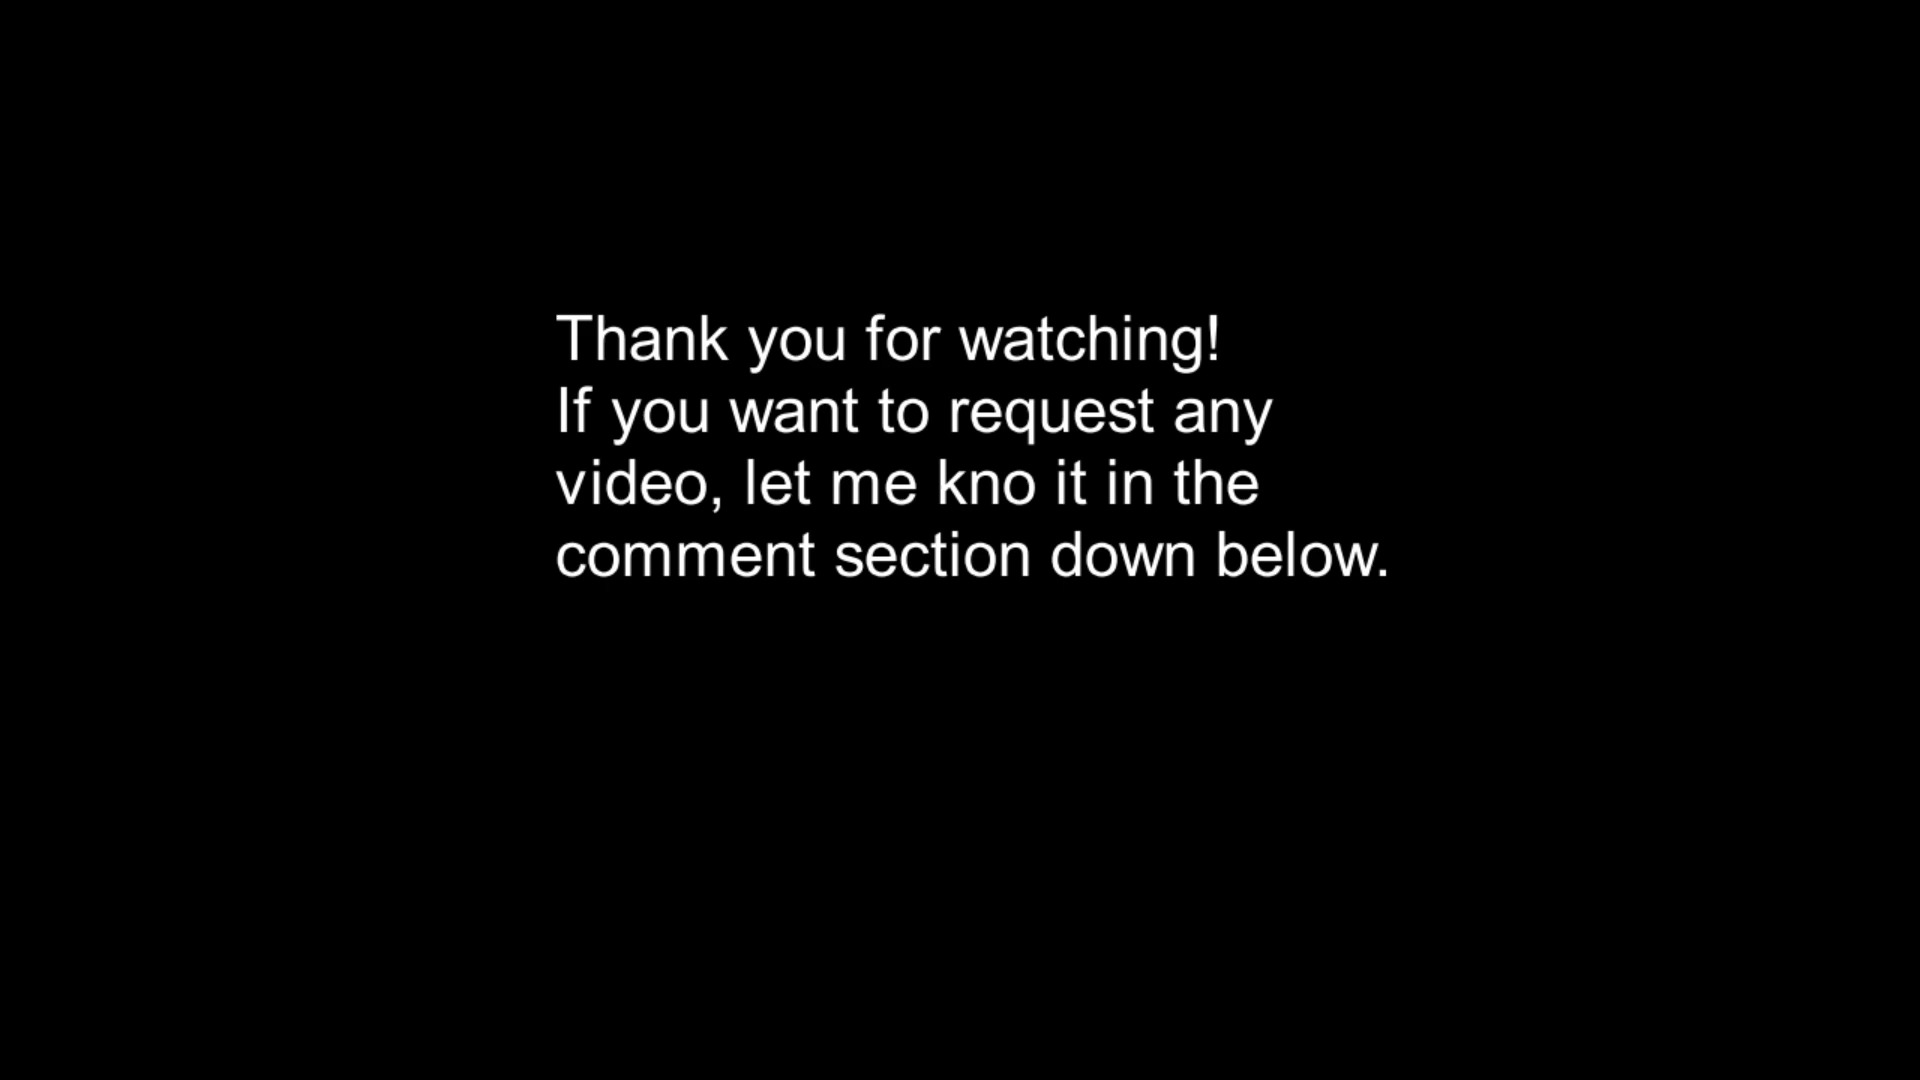 Thank you for watching!
If you want to request any
video, let me kno it in the
comment section down below.